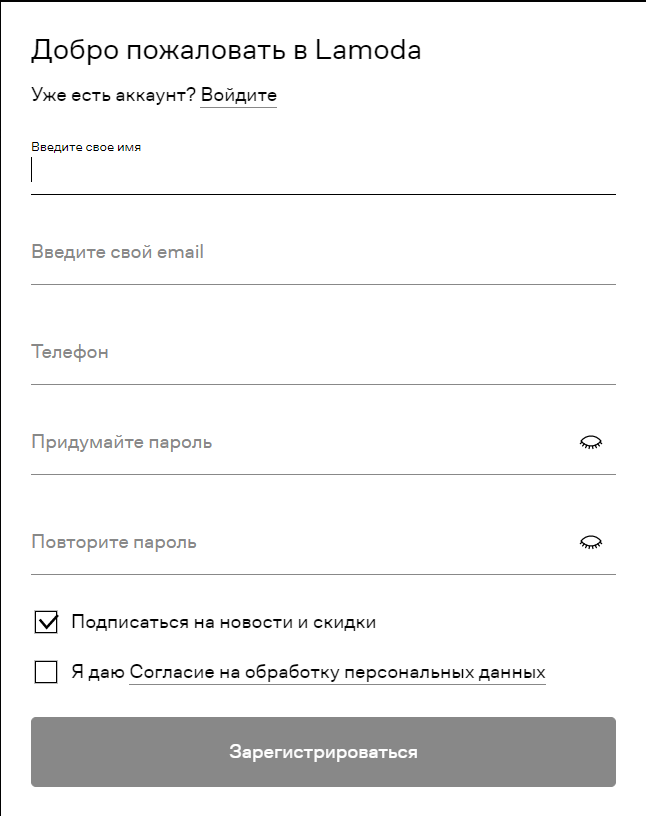 Добро пожаловать в Lamoda
Уже есть аккаунт? Войдите
Введите свое имя
Введите свой email
Телефон
Придумайте пароль
Повторите пароль
Подписаться на новости и скидки
Я даю Согласие на обработку персональных данных
Зарегистрироваться